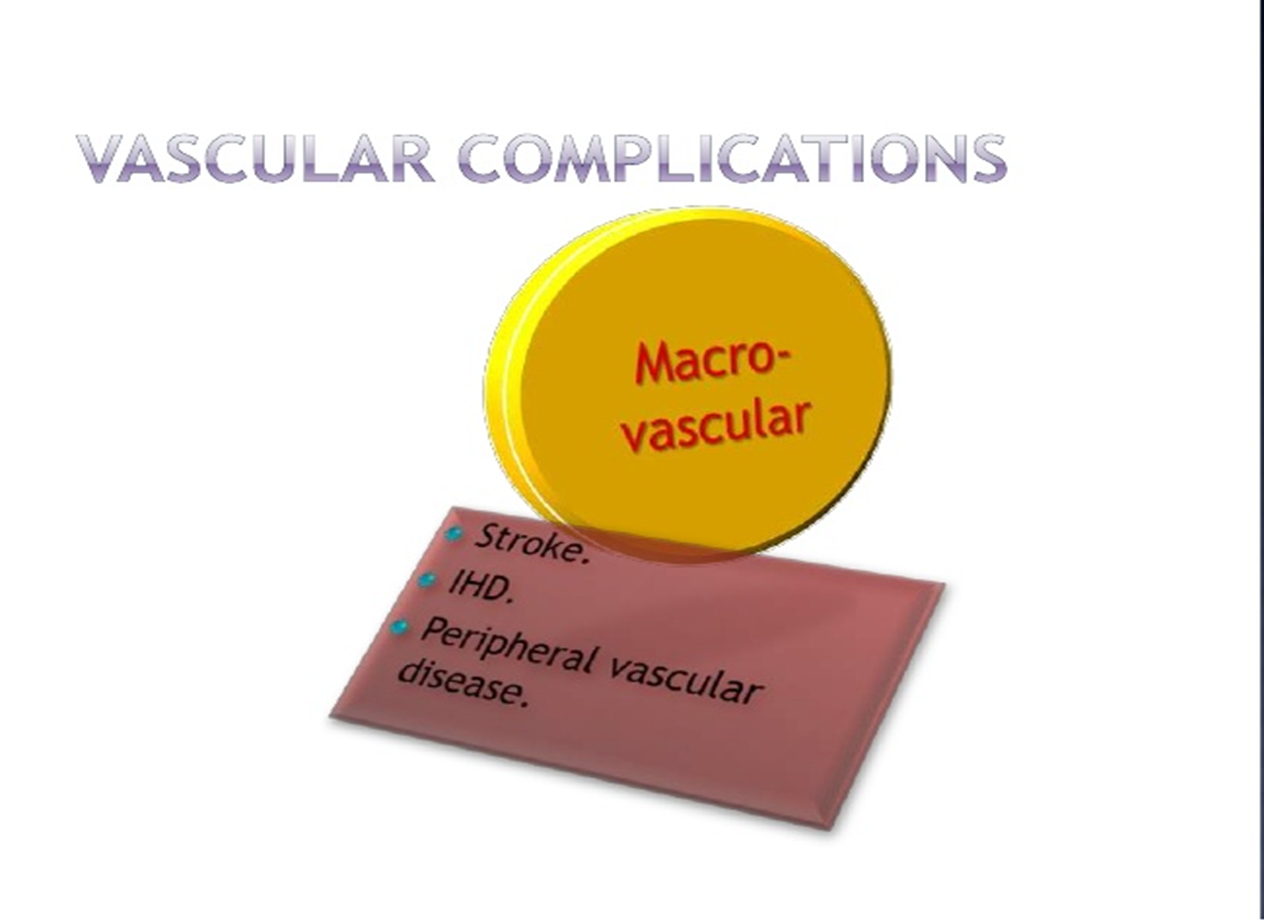 VASCULAR COMPLICATIONS
Macro-
vascular
Stroke.
IHD.
Peripheral vascular
disease.